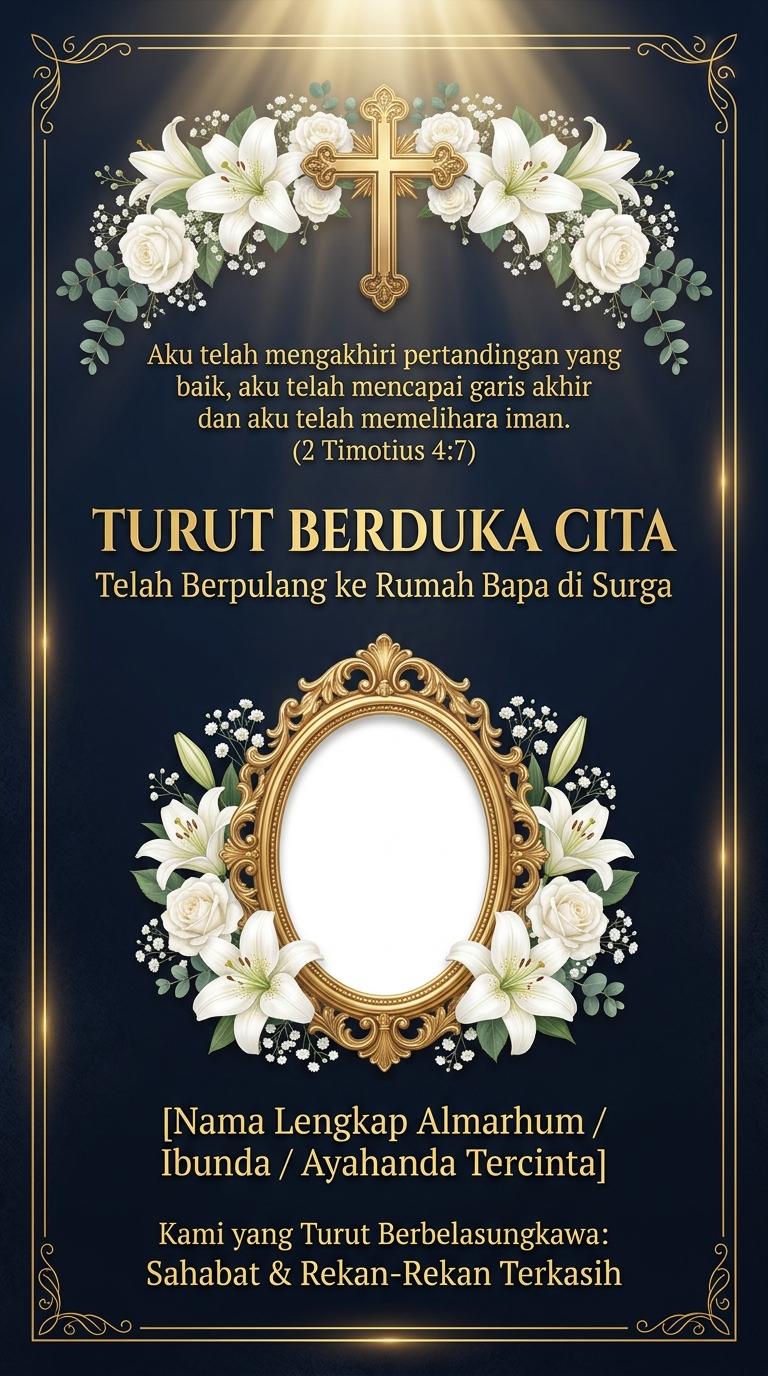 Aku telah mengakhiri pertandingan yang
baik, aku telah mencapai garis akhir
dan aku telah memelihara iman.
(2 Timotius 4:7)
TURUT BERDUKA CITA
Telah Berpulang ke Rumah Bapa di Surga
[Nama Lengkap Almarhum /
Ibunda / Ayahanda Tercinta]
Kami yang Turut Berbelasungkawa:
Sahabat & Rekan-Rekan Terkasih